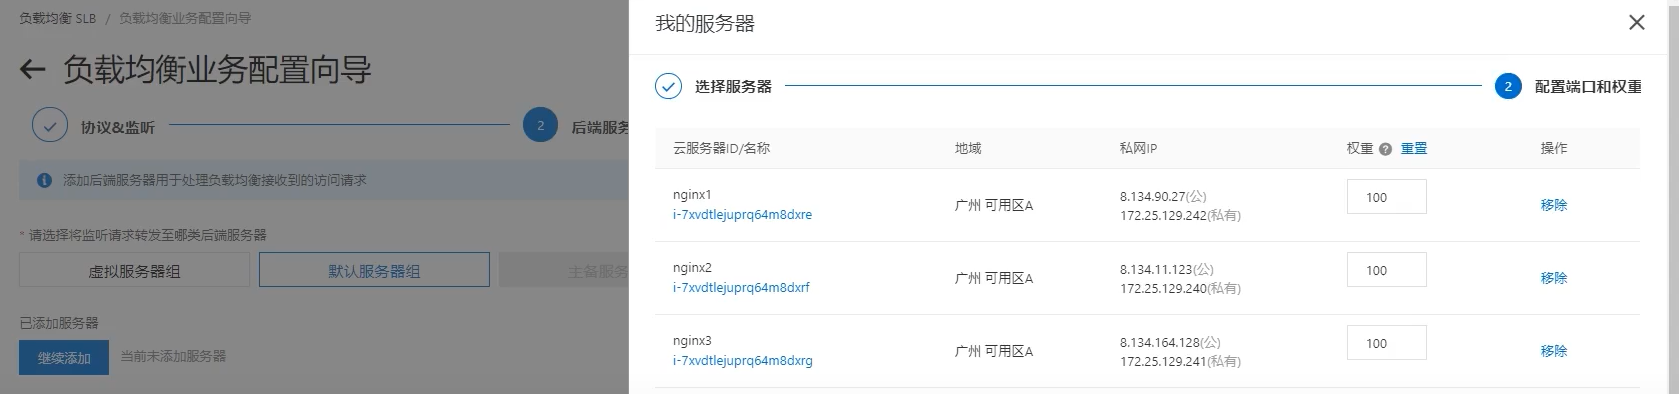 负载均衡 SLB / 负载均衡业务配置向导
负载均衡业务配置向导
协议&监听
2
后端服务
添加后端服务器用于处理负载均衡接收到的访问请求
* 请选择将监听请求转发至哪类后端服务器
虚拟服务器组 默认服务器组 主备服务
已添加服务器
继续添加 当前未添加服务器
我的服务器
选择服务器 2 配置端口和权重
云服务器ID/名称 地域 私网IP 权重 ? 重置 操作
nginx1
i-7xvdtlejuprq64m8dxre
广州 可用区A
8.134.90.27(公)
172.25.129.242(私有)
100
移除
nginx2
i-7xvdtlejuprq64m8dxrf
广州 可用区A
8.134.11.123(公)
172.25.129.240(私有)
100
移除
nginx3
i-7xvdtlejuprq64m8dxrg
广州 可用区A
8.134.164.128(公)
172.25.129.241(私有)
100
移除